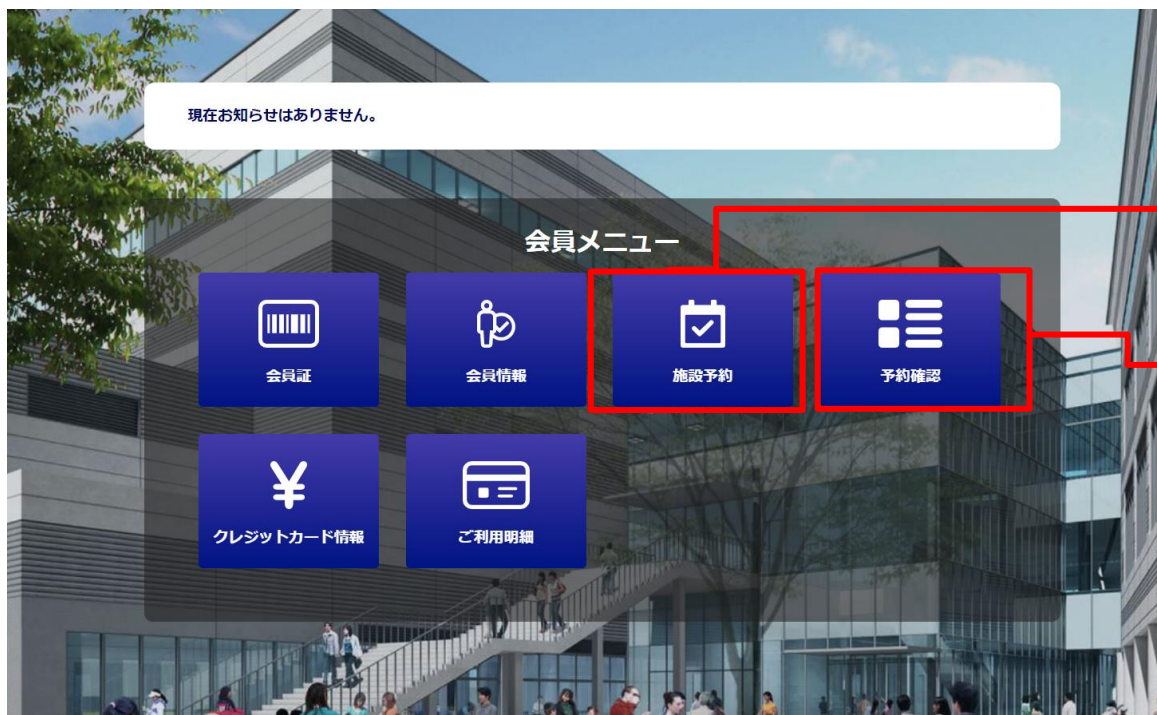 現在お知らせはありません。
会員メニュー
会員証
会員情報
施設予約
予約確認
クレジットカード情報
ご利用明細